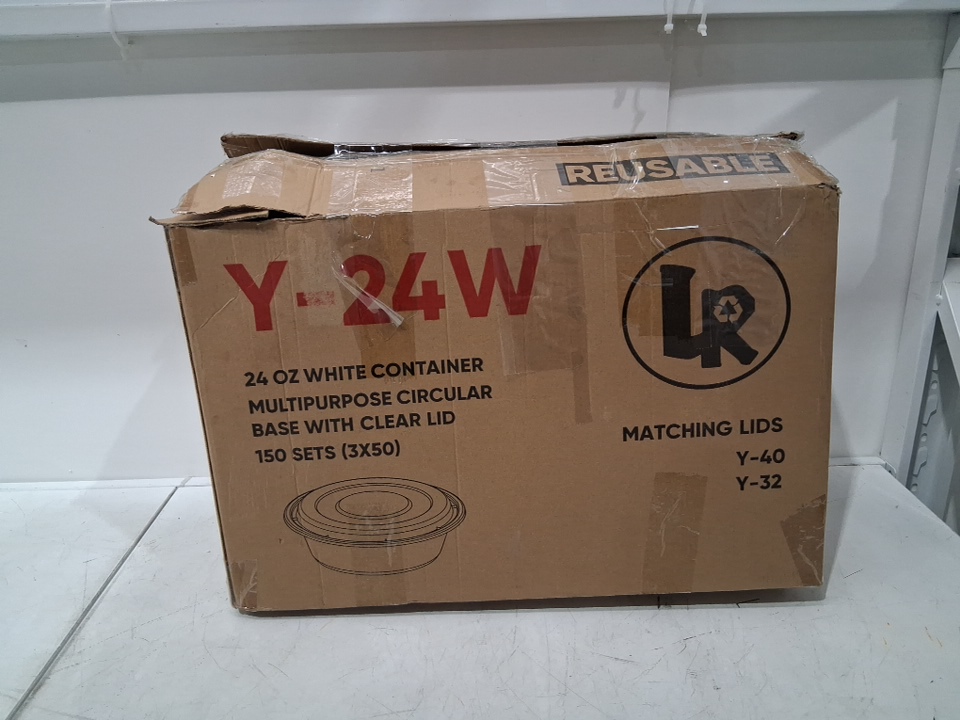 REUSABLE
Y-24W
LR
24 OZ WHITE CONTAINER
MULTIPURPOSE CIRCULAR
BASE WITH CLEAR LID
150 SETS (3X50)
MATCHING LIDS
Y-40
Y-32